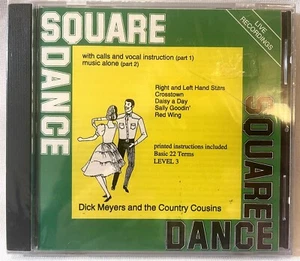 SQUARE
DANCE
LIVE
RECORDINGS
with calls and vocal instruction (part 1)
music alone (part 2)
Right and Left Hand Stars
Crosstown
Daisy a Day
Sally Goodin'
Red Wing
printed instructions included
Basic 22 Terms
LEVEL 3
Dick Meyers and the Country Cousins
SQUARE
DANCE